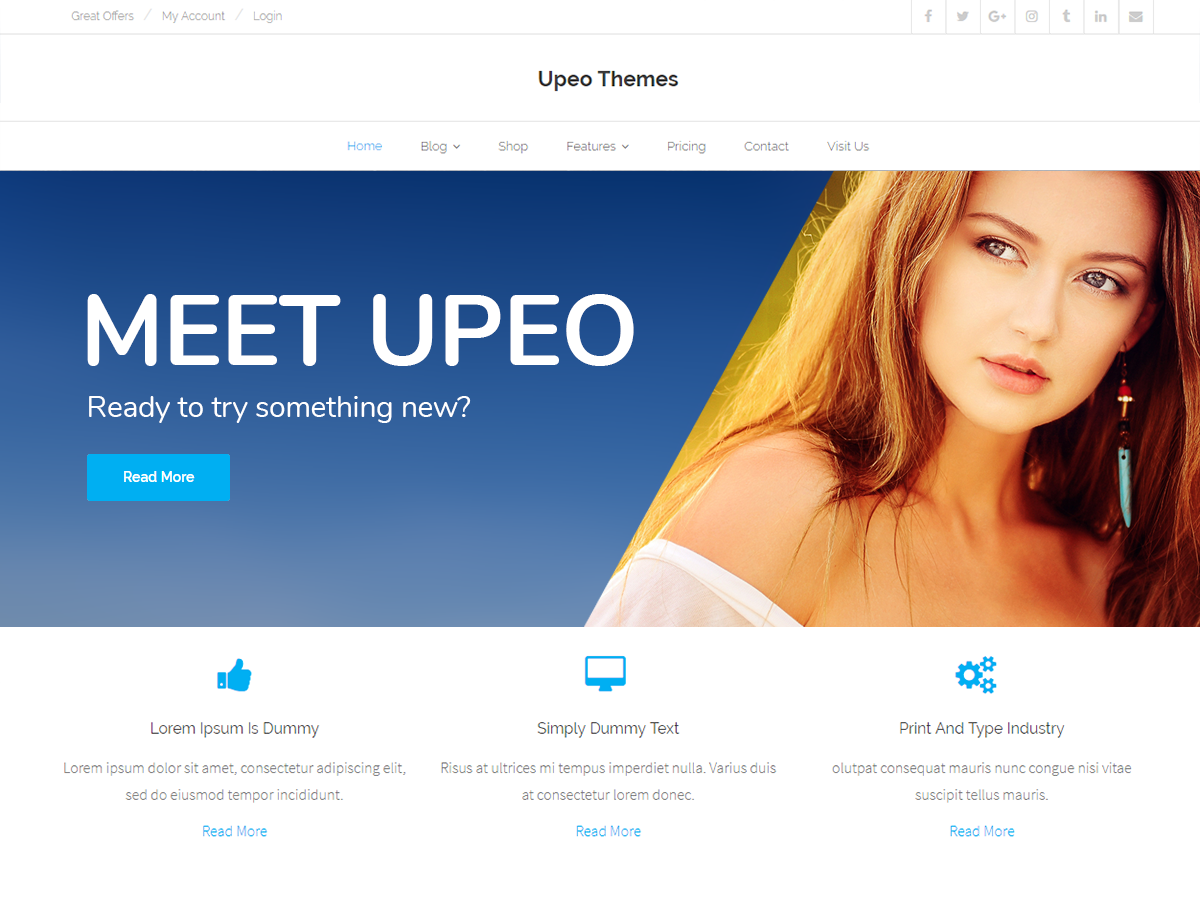 Great Offers / My Account / Login
Upeo Themes
Home Blog Shop Features Pricing Contact Visit Us
MEET UPEO
Ready to try something new?
Read More
Lorem Ipsum Is Dummy
Lorem ipsum dolor sit amet, consectetur adipiscing elit,
sed do eiusmod tempor incididunt.
Read More
Simply Dummy Text
Risus at ultrices mi tempus imperdiet nulla. Varius duis
at consectetur lorem donec.
Read More
Print And Type Industry
olutpat consequat mauris nunc congue nisi vitae
suscipit tellus mauris.
Read More